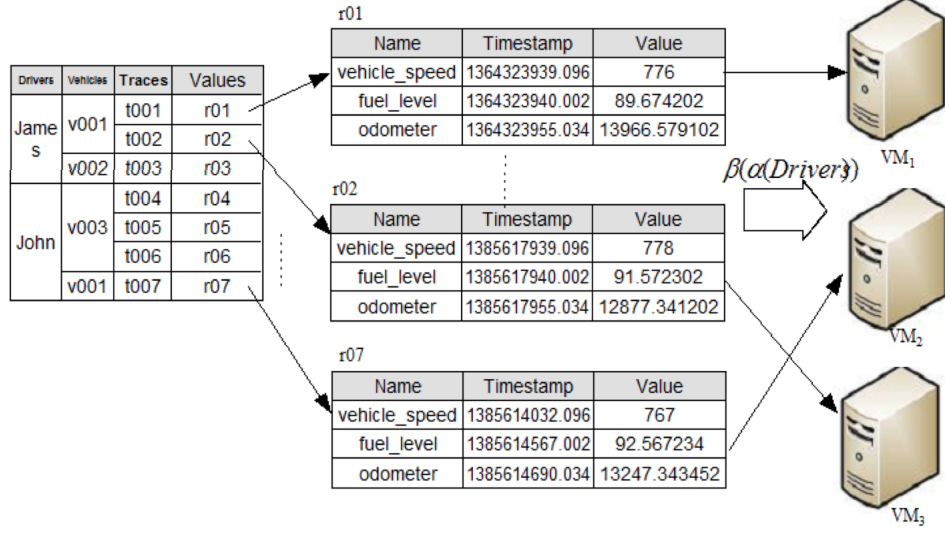 r01
Name Timestamp Value
vehicle_speed 1364323939.096 776
fuel_level 1364323940.002 89.674202
odometer 1364323955.034 13966.579102
Drivers Vehicles Traces Values
James v001 t001 r01
t002 r02
v002 t003 r03
John v003 t004 r04
t005 r05
t006 r06
v001 t007 r07
r02
Name Timestamp Value
vehicle_speed 1385617939.096 778
fuel_level 1385617940.002 91.572302
odometer 1385617955.034 12877.341202
r07
Name Timestamp Value
vehicle_speed 1385614032.096 767
fuel_level 1385614567.002 92.567234
odometer 1385614690.034 13247.343452
β(α(Drivers))
VM1
VM2
VM3